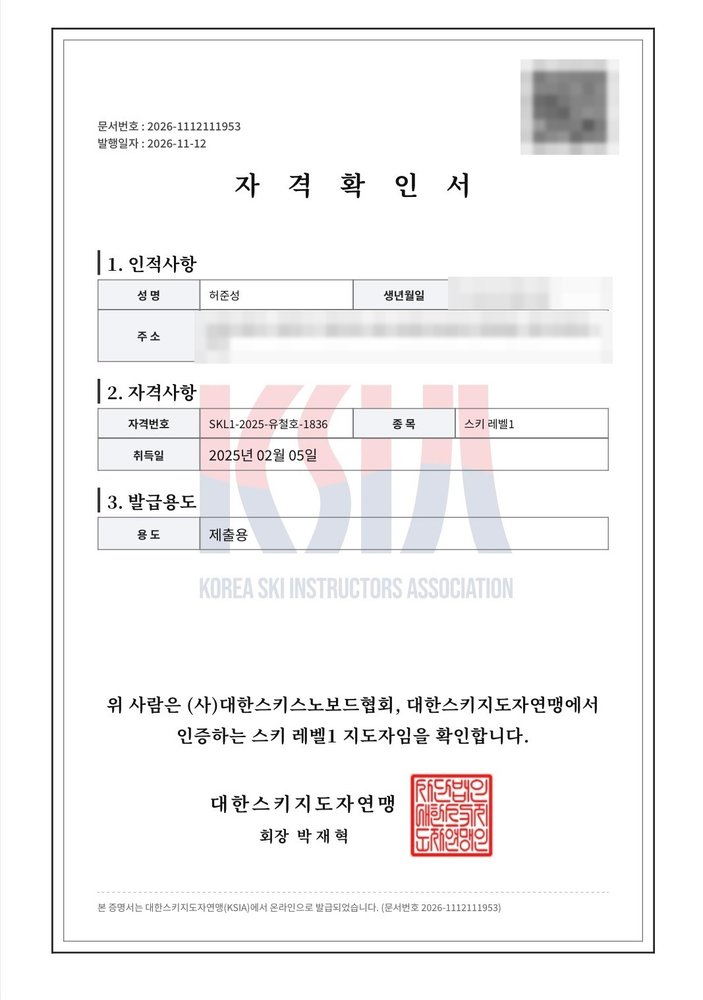 문서번호 : 2026-1112111953
발행일자 : 2026-11-12
자 격 확 인 서
1. 인적사항
성 명 허준성 생년월일
주 소
2. 자격사항
자격번호 SKL1-2025-유철호-1836 종 목 스키 레벨1
취득일 2025년 02월 05일
3. 발급용도
용 도 제출용
KSIA
KOREA SKI INSTRUCTORS ASSOCIATION
위 사람은 (사)대한스키스노보드협회, 대한스키지도자연맹에서
인증하는 스키 레벨1 지도자임을 확인합니다.
대한스키지도자연맹
회장 박 재 혁
본 증명서는 대한스키지도자연맹(KSIA)에서 온라인으로 발급되었습니다. (문서번호 2026-1112111953)